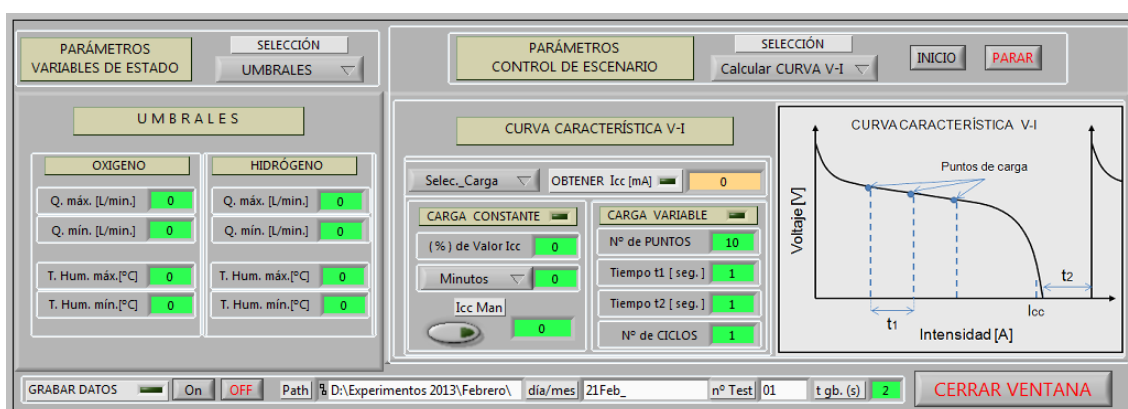 PARÁMETROS
VARIABLES DE ESTADO
SELECCIÓN
UMBRALES
PARÁMETROS
CONTROL DE ESCENARIO
SELECCIÓN
Calcular CURVA V-I
INICIO
PARAR
U M B R A L E S
OXIGENO
Q. máx. [L/min.] 0
Q. mín. [L/min.] 0
T. Hum. máx.[ºC] 0
T. Hum. mín.[ºC] 0
HIDRÓGENO
Q. máx. [L/min.] 0
Q. mín. [L/min.] 0
T. Hum. máx.[ºC] 0
T. Hum. mín.[ºC] 0
CURVA CARACTERÍSTICA V-I
Selec._Carga
OBTENER Icc [mA] 0
CARGA CONSTANTE
(%) de Valor Icc 0
Minutos 0
Icc Man
0
CARGA VARIABLE
Nº de PUNTOS 10
Tiempo t1 [ seg. ] 1
Tiempo t2 [ seg. ] 1
Nº de CICLOS 1
CURVA CARACTERÍSTICA V-I
Puntos de carga
Voltaje [V]
t2
t1
Icc
Intensidad [A]
GRABAR DATOS On OFF Path D:\Experimentos 2013\Febrero\ día/mes 21Feb_ nº Test 01 t gb. (s) 2 CERRAR VENTANA